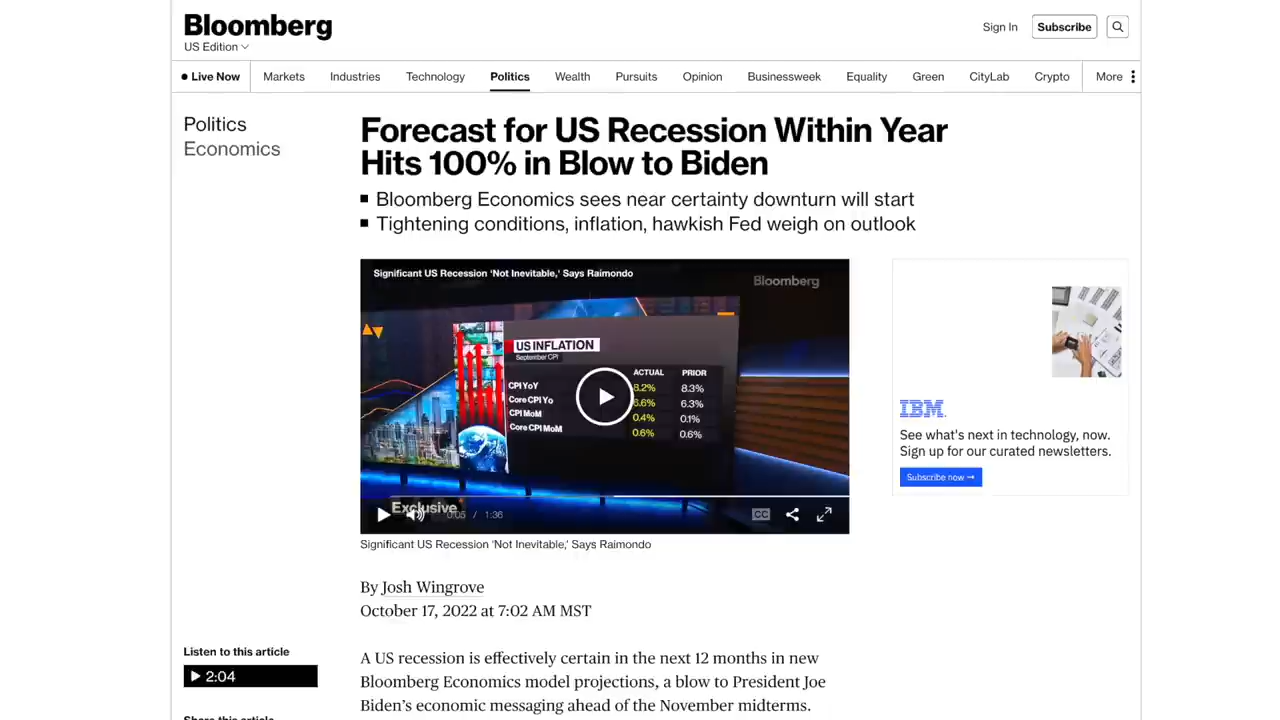 Bloomberg
US Edition
Sign In
Subscribe
Live Now
Markets
Industries
Technology
Politics
Wealth
Pursuits
Opinion
Businessweek
Equality
Green
CityLab
Crypto
More
Politics
Economics
Forecast for US Recession Within Year
Hits 100% in Blow to Biden
Bloomberg Economics sees near certainty downturn will start
Tightening conditions, inflation, hawkish Fed weigh on outlook
Significant US Recession ‘Not Inevitable,’ Says Raimondo
Bloomberg
US INFLATION
September CPI
ACTUAL PRIOR
CPI YoY 8.2% 8.3%
Core CPI Yo 6.6% 6.3%
CPI MoM 0.4% 0.1%
Core CPI MoM 0.6% 0.6%
Exclusive
0:05 / 1:36
CC
Significant US Recession ‘Not Inevitable,’ Says Raimondo
IBM
See what's next in technology, now.
Sign up for our curated newsletters.
Subscribe now →
By Josh Wingrove
October 17, 2022 at 7:02 AM MST
Listen to this article
2:04
Share this article
A US recession is effectively certain in the next 12 months in new
Bloomberg Economics model projections, a blow to President Joe
Biden’s economic messaging ahead of the November midterms.